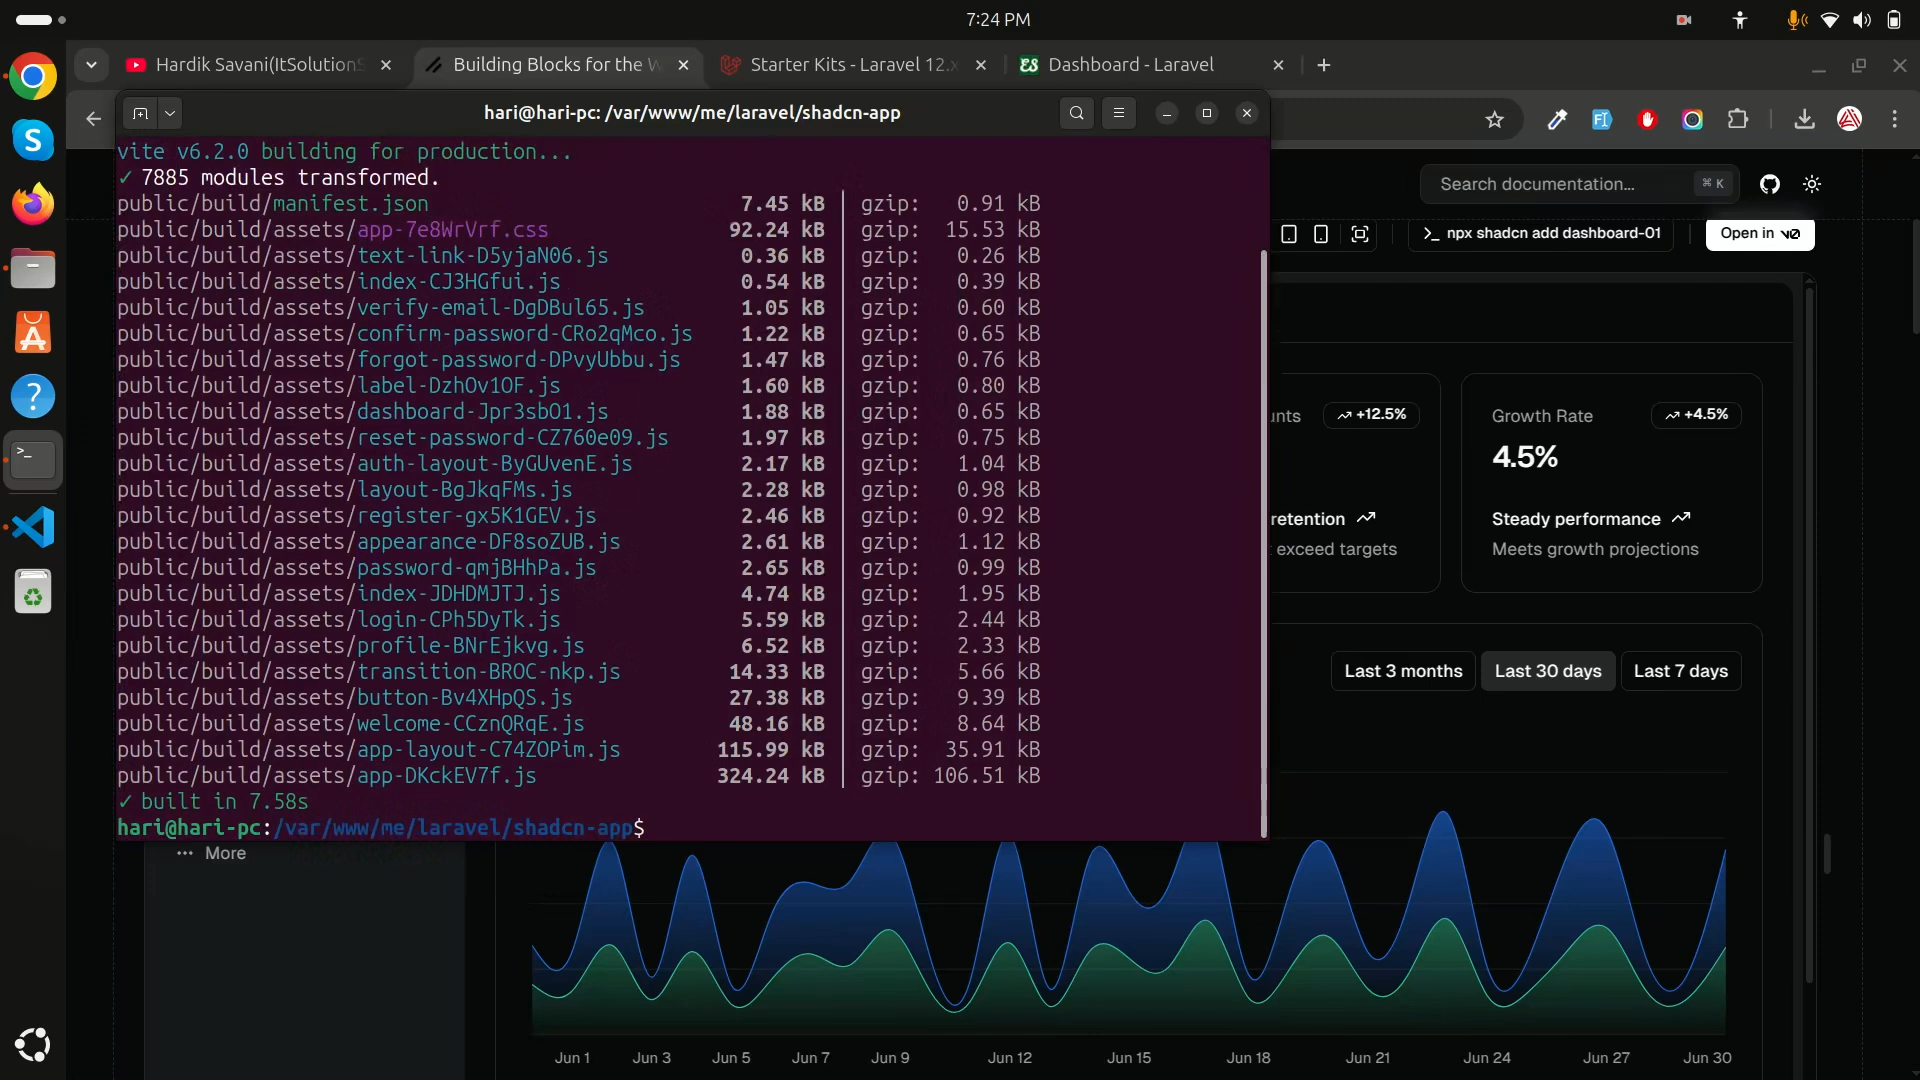 7:24 PM
Hardik Savani(ItSolutionS
Building Blocks for the W
Starter Kits - Laravel 12.x
ES Dashboard - Laravel
hari@hari-pc: /var/www/me/laravel/shadcn-app
vite v6.2.0 building for production...
✓ 7885 modules transformed.
public/build/manifest.json 7.45 kB │ gzip: 0.91 kB
public/build/assets/app-7e8WrVrf.css 92.24 kB │ gzip: 15.53 kB
public/build/assets/text-link-D5yjaN06.js 0.36 kB │ gzip: 0.26 kB
public/build/assets/index-CJ3HGfui.js 0.54 kB │ gzip: 0.39 kB
public/build/assets/verify-email-DgDBul65.js 1.05 kB │ gzip: 0.60 kB
public/build/assets/confirm-password-CRo2qMco.js 1.22 kB │ gzip: 0.65 kB
public/build/assets/forgot-password-DPvyUbbu.js 1.47 kB │ gzip: 0.76 kB
public/build/assets/label-DzhOv1OF.js 1.60 kB │ gzip: 0.80 kB
public/build/assets/dashboard-Jpr3sbO1.js 1.88 kB │ gzip: 0.65 kB
public/build/assets/reset-password-CZ760e09.js 1.97 kB │ gzip: 0.75 kB
public/build/assets/auth-layout-ByGUvenE.js 2.17 kB │ gzip: 1.04 kB
public/build/assets/layout-BgJkqFMs.js 2.28 kB │ gzip: 0.98 kB
public/build/assets/register-gx5K1GEV.js 2.46 kB │ gzip: 0.92 kB
public/build/assets/appearance-DF8soZUB.js 2.61 kB │ gzip: 1.12 kB
public/build/assets/password-qmjBHhPa.js 2.65 kB │ gzip: 0.99 kB
public/build/assets/index-JDHDMJTJ.js 4.74 kB │ gzip: 1.95 kB
public/build/assets/login-CPh5DyTk.js 5.59 kB │ gzip: 2.44 kB
public/build/assets/profile-BNrEjkvg.js 6.52 kB │ gzip: 2.33 kB
public/build/assets/transition-BROC-nkp.js 14.33 kB │ gzip: 5.66 kB
public/build/assets/button-Bv4XHpQS.js 27.38 kB │ gzip: 9.39 kB
public/build/assets/welcome-CCznQRqE.js 48.16 kB │ gzip: 8.64 kB
public/build/assets/app-layout-C74ZOPim.js 115.99 kB │ gzip: 35.91 kB
public/build/assets/app-DKckEV7f.js 324.24 kB │ gzip: 106.51 kB
✓ built in 7.58s
hari@hari-pc:/var/www/me/laravel/shadcn-app$
Search documentation... ⌘ K
npx shadcn add dashboard-01
Open in v0
unts
+12.5%
retention
exceed targets
Growth Rate
+4.5%
4.5%
Steady performance
Meets growth projections
Last 3 months
Last 30 days
Last 7 days
More
Jun 1 Jun 3 Jun 5 Jun 7 Jun 9 Jun 12 Jun 15 Jun 18 Jun 21 Jun 24 Jun 27 Jun 30